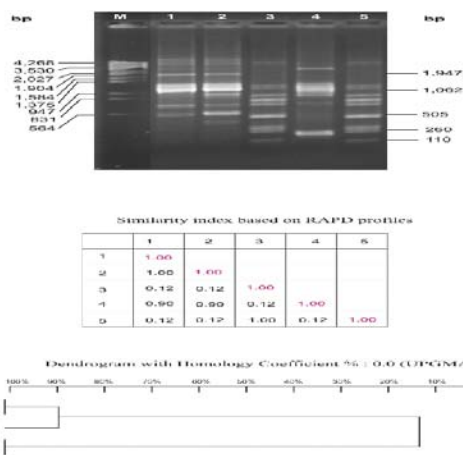 bp M 1 2 3 4 5 bp
4,268
3,530
2,027
1,904
1,584
1,375
947
831
564
1,947
1,062
505
260
110
Similarity index based on RAPD profiles
1 2 3 4 5
1 1.00
2 1.00 1.00
3 0.12 0.12 1.00
4 0.90 0.90 0.12 1.00
5 0.12 0.12 1.00 0.12 1.00
Dendrogram with Homology Coefficient % : 0.0 (UPGMA
100% 90% 80% 70% 60% 50% 40% 30% 20% 10%